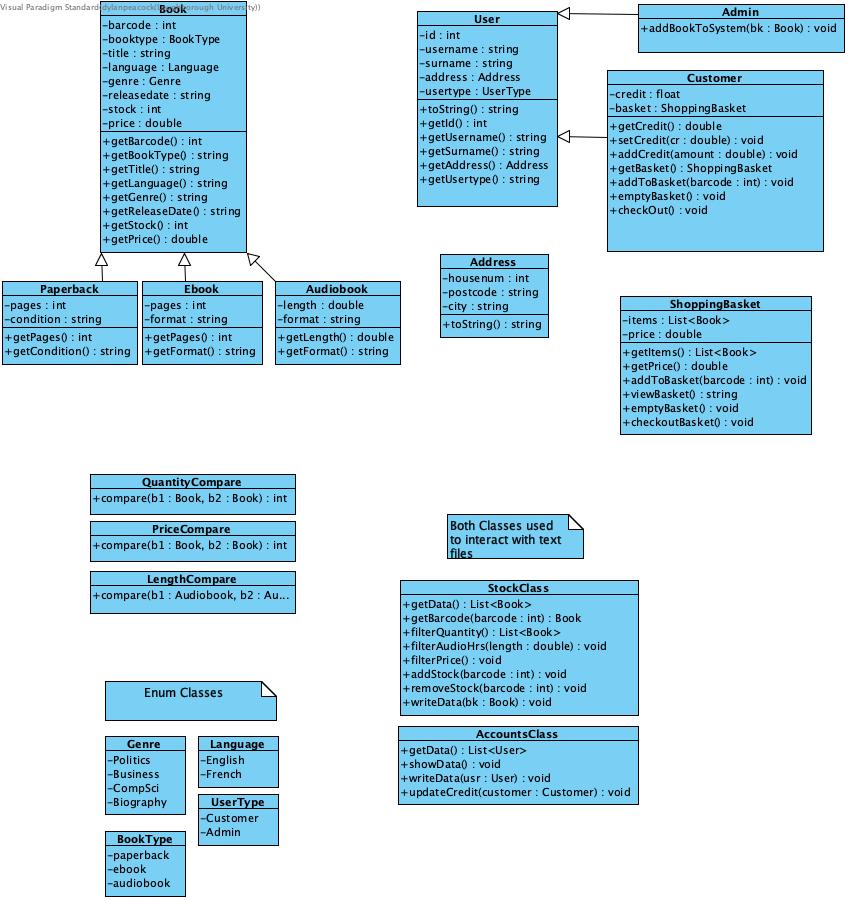 Visual Paradigm Standard(dylanpeacock(Loughborough University))
Book
-barcode : int
-booktype : BookType
-title : string
-language : Language
-genre : Genre
-releasedate : string
-stock : int
-price : double
+getBarcode() : int
+getBookType() : string
+getTitle() : string
+getLanguage() : string
+getGenre() : string
+getReleaseDate() : string
+getStock() : int
+getPrice() : double
User
-id : int
-username : string
-surname : string
-address : Address
-usertype : UserType
+toString() : string
+getId() : int
+getUsername() : string
+getSurname() : string
+getAddress() : Address
+getUsertype() : string
Admin
+addBookToSystem(bk : Book) : void
Customer
-credit : float
-basket : ShoppingBasket
+getCredit() : double
+setCredit(cr : double) : void
+addCredit(amount : double) : void
+getBasket() : ShoppingBasket
+addToBasket(barcode : int) : void
+emptyBasket() : void
+checkOut() : void
Paperback
-pages : int
-condition : string
+getPages() : int
+getCondition() : string
Ebook
-pages : int
-format : string
+getPages() : int
+getFormat() : string
Audiobook
-length : double
-format : string
+getLength() : double
+getFormat() : string
Address
-housenum : int
-postcode : string
-city : string
+toString() : string
ShoppingBasket
-items : List<Book>
-price : double
+getItems() : List<Book>
+getPrice() : double
+addToBasket(barcode : int) : void
+viewBasket() : string
+emptyBasket() : void
+checkoutBasket() : void
QuantityCompare
+compare(b1 : Book, b2 : Book) : int
PriceCompare
+compare(b1 : Book, b2 : Book) : int
LengthCompare
+compare(b1 : Audiobook, b2 : Au...
Both Classes used
to interact with text
files
StockClass
+getData() : List<Book>
+getBarcode(barcode : int) : Book
+filterQuantity() : List<Book>
+filterAudioHrs(length : double) : void
+filterPrice() : void
+addStock(barcode : int) : void
+removeStock(barcode : int) : void
+writeData(bk : Book) : void
AccountsClass
+getData() : List<User>
+showData() : void
+writeData(usr : User) : void
+updateCredit(customer : Customer) : void
Enum Classes
Genre
-Politics
-Business
-CompSci
-Biography
Language
-English
-French
UserType
-Customer
-Admin
BookType
-paperback
-ebook
-audiobook